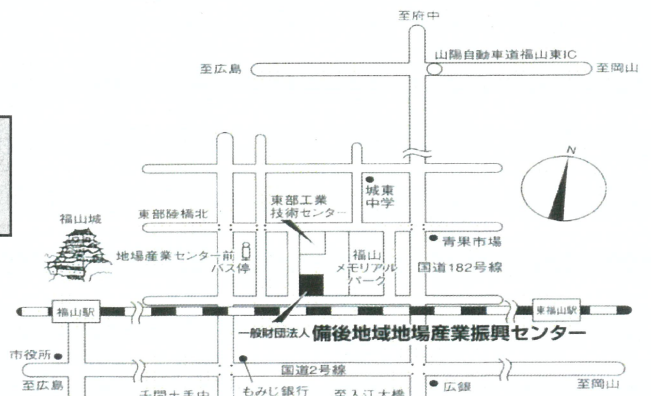 至府中
山陽自動車道福山東IC
至広島
至岡山
N
城東
中学
東部工業
技術センター
東部陸橋北
福山城
青果市場
地場産業センター前
バス停
福山
メモリアル
パーク
国道182号線
福山駅
東福山駅
一般財団法人 備後地域地場産業振興センター
市役所
国道2号線
至広島
もみじ銀行
至入江大橋
広銀
至岡山